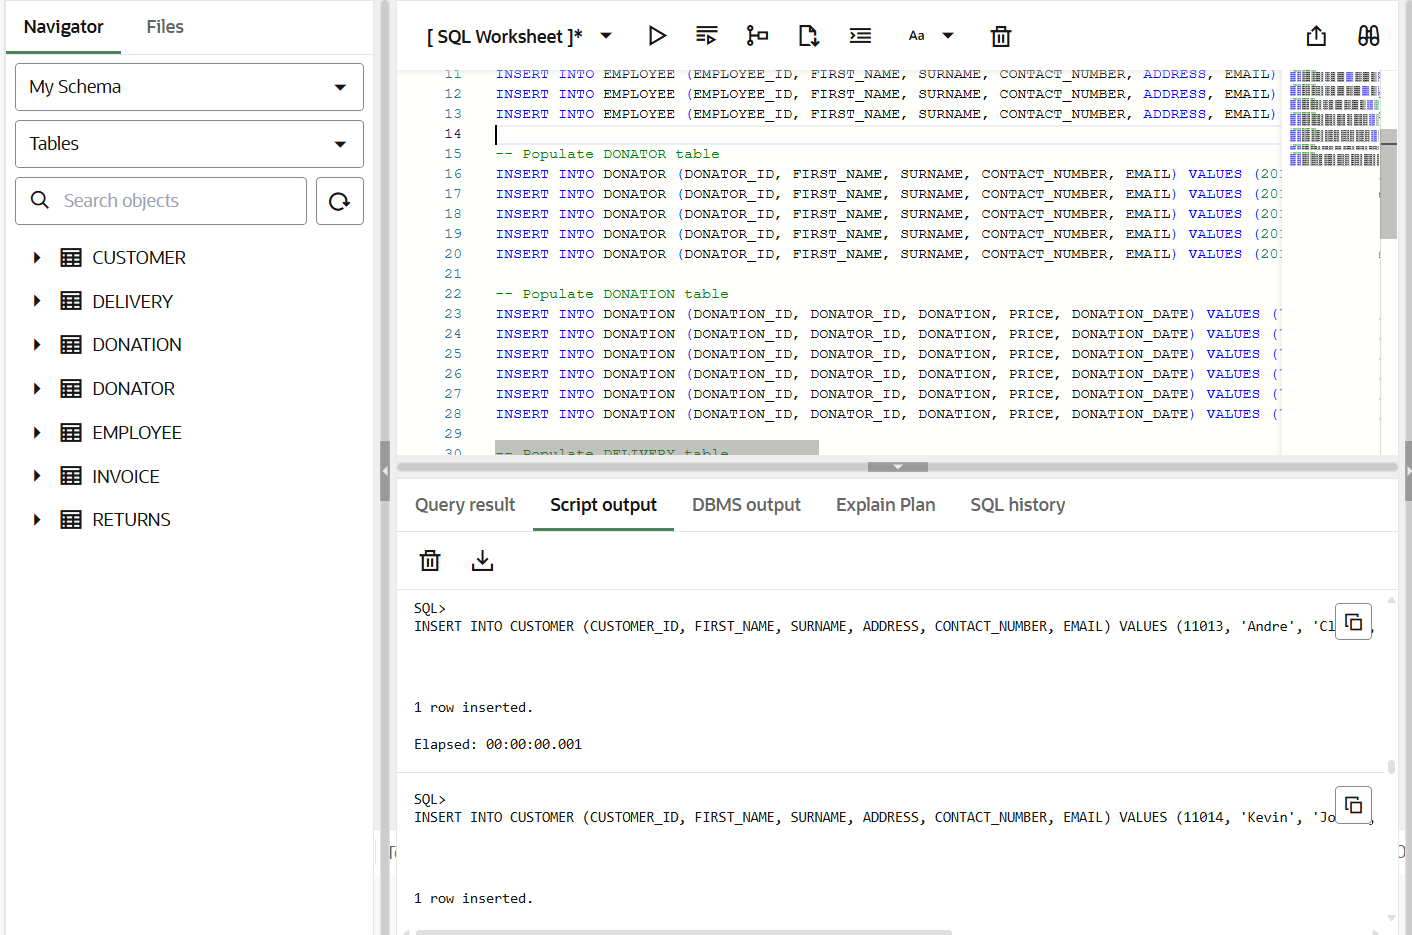 Navigator
Files
My Schema
Tables
Search objects
CUSTOMER
DELIVERY
DONATION
DONATOR
EMPLOYEE
INVOICE
RETURNS
[ SQL Worksheet ]*
Aa
11 INSERT INTO EMPLOYEE (EMPLOYEE_ID, FIRST_NAME, SURNAME, CONTACT_NUMBER, ADDRESS, EMAIL)
12 INSERT INTO EMPLOYEE (EMPLOYEE_ID, FIRST_NAME, SURNAME, CONTACT_NUMBER, ADDRESS, EMAIL)
13 INSERT INTO EMPLOYEE (EMPLOYEE_ID, FIRST_NAME, SURNAME, CONTACT_NUMBER, ADDRESS, EMAIL)
14
15 -- Populate DONATOR table
16 INSERT INTO DONATOR (DONATOR_ID, FIRST_NAME, SURNAME, CONTACT_NUMBER, EMAIL) VALUES (20
17 INSERT INTO DONATOR (DONATOR_ID, FIRST_NAME, SURNAME, CONTACT_NUMBER, EMAIL) VALUES (20
18 INSERT INTO DONATOR (DONATOR_ID, FIRST_NAME, SURNAME, CONTACT_NUMBER, EMAIL) VALUES (20
19 INSERT INTO DONATOR (DONATOR_ID, FIRST_NAME, SURNAME, CONTACT_NUMBER, EMAIL) VALUES (20
20 INSERT INTO DONATOR (DONATOR_ID, FIRST_NAME, SURNAME, CONTACT_NUMBER, EMAIL) VALUES (20
21
22 -- Populate DONATION table
23 INSERT INTO DONATION (DONATION_ID, DONATOR_ID, DONATION, PRICE, DONATION_DATE) VALUES (
24 INSERT INTO DONATION (DONATION_ID, DONATOR_ID, DONATION, PRICE, DONATION_DATE) VALUES (
25 INSERT INTO DONATION (DONATION_ID, DONATOR_ID, DONATION, PRICE, DONATION_DATE) VALUES (
26 INSERT INTO DONATION (DONATION_ID, DONATOR_ID, DONATION, PRICE, DONATION_DATE) VALUES (
27 INSERT INTO DONATION (DONATION_ID, DONATOR_ID, DONATION, PRICE, DONATION_DATE) VALUES (
28 INSERT INTO DONATION (DONATION_ID, DONATOR_ID, DONATION, PRICE, DONATION_DATE) VALUES (
29
30 -- Populate DELIVERY table
Query result
Script output
DBMS output
Explain Plan
SQL history
SQL>
INSERT INTO CUSTOMER (CUSTOMER_ID, FIRST_NAME, SURNAME, ADDRESS, CONTACT_NUMBER, EMAIL) VALUES (11013, 'Andre', 'Cl
1 row inserted.
Elapsed: 00:00:00.001
SQL>
INSERT INTO CUSTOMER (CUSTOMER_ID, FIRST_NAME, SURNAME, ADDRESS, CONTACT_NUMBER, EMAIL) VALUES (11014, 'Kevin', 'Jo
1 row inserted.